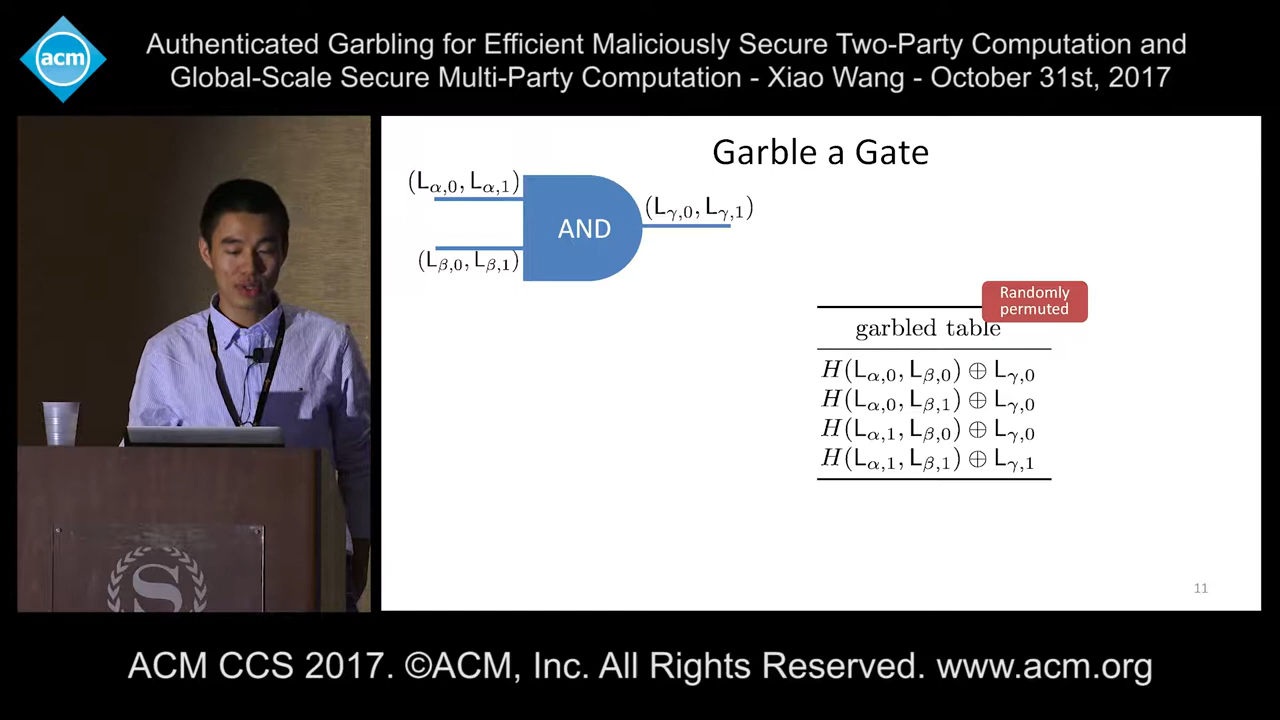 acm
Authenticated Garbling for Efficient Maliciously Secure Two-Party Computation and
Global-Scale Secure Multi-Party Computation - Xiao Wang - October 31st, 2017
Garble a Gate
(L_{α,0}, L_{α,1})
(L_{γ,0}, L_{γ,1})
AND
(L_{β,0}, L_{β,1})
Randomly
permuted
garbled table
H(L_{α,0}, L_{β,0}) ⊕ L_{γ,0}
H(L_{α,0}, L_{β,1}) ⊕ L_{γ,0}
H(L_{α,1}, L_{β,0}) ⊕ L_{γ,0}
H(L_{α,1}, L_{β,1}) ⊕ L_{γ,1}
S
11
ACM CCS 2017. ©ACM, Inc. All Rights Reserved. www.acm.org